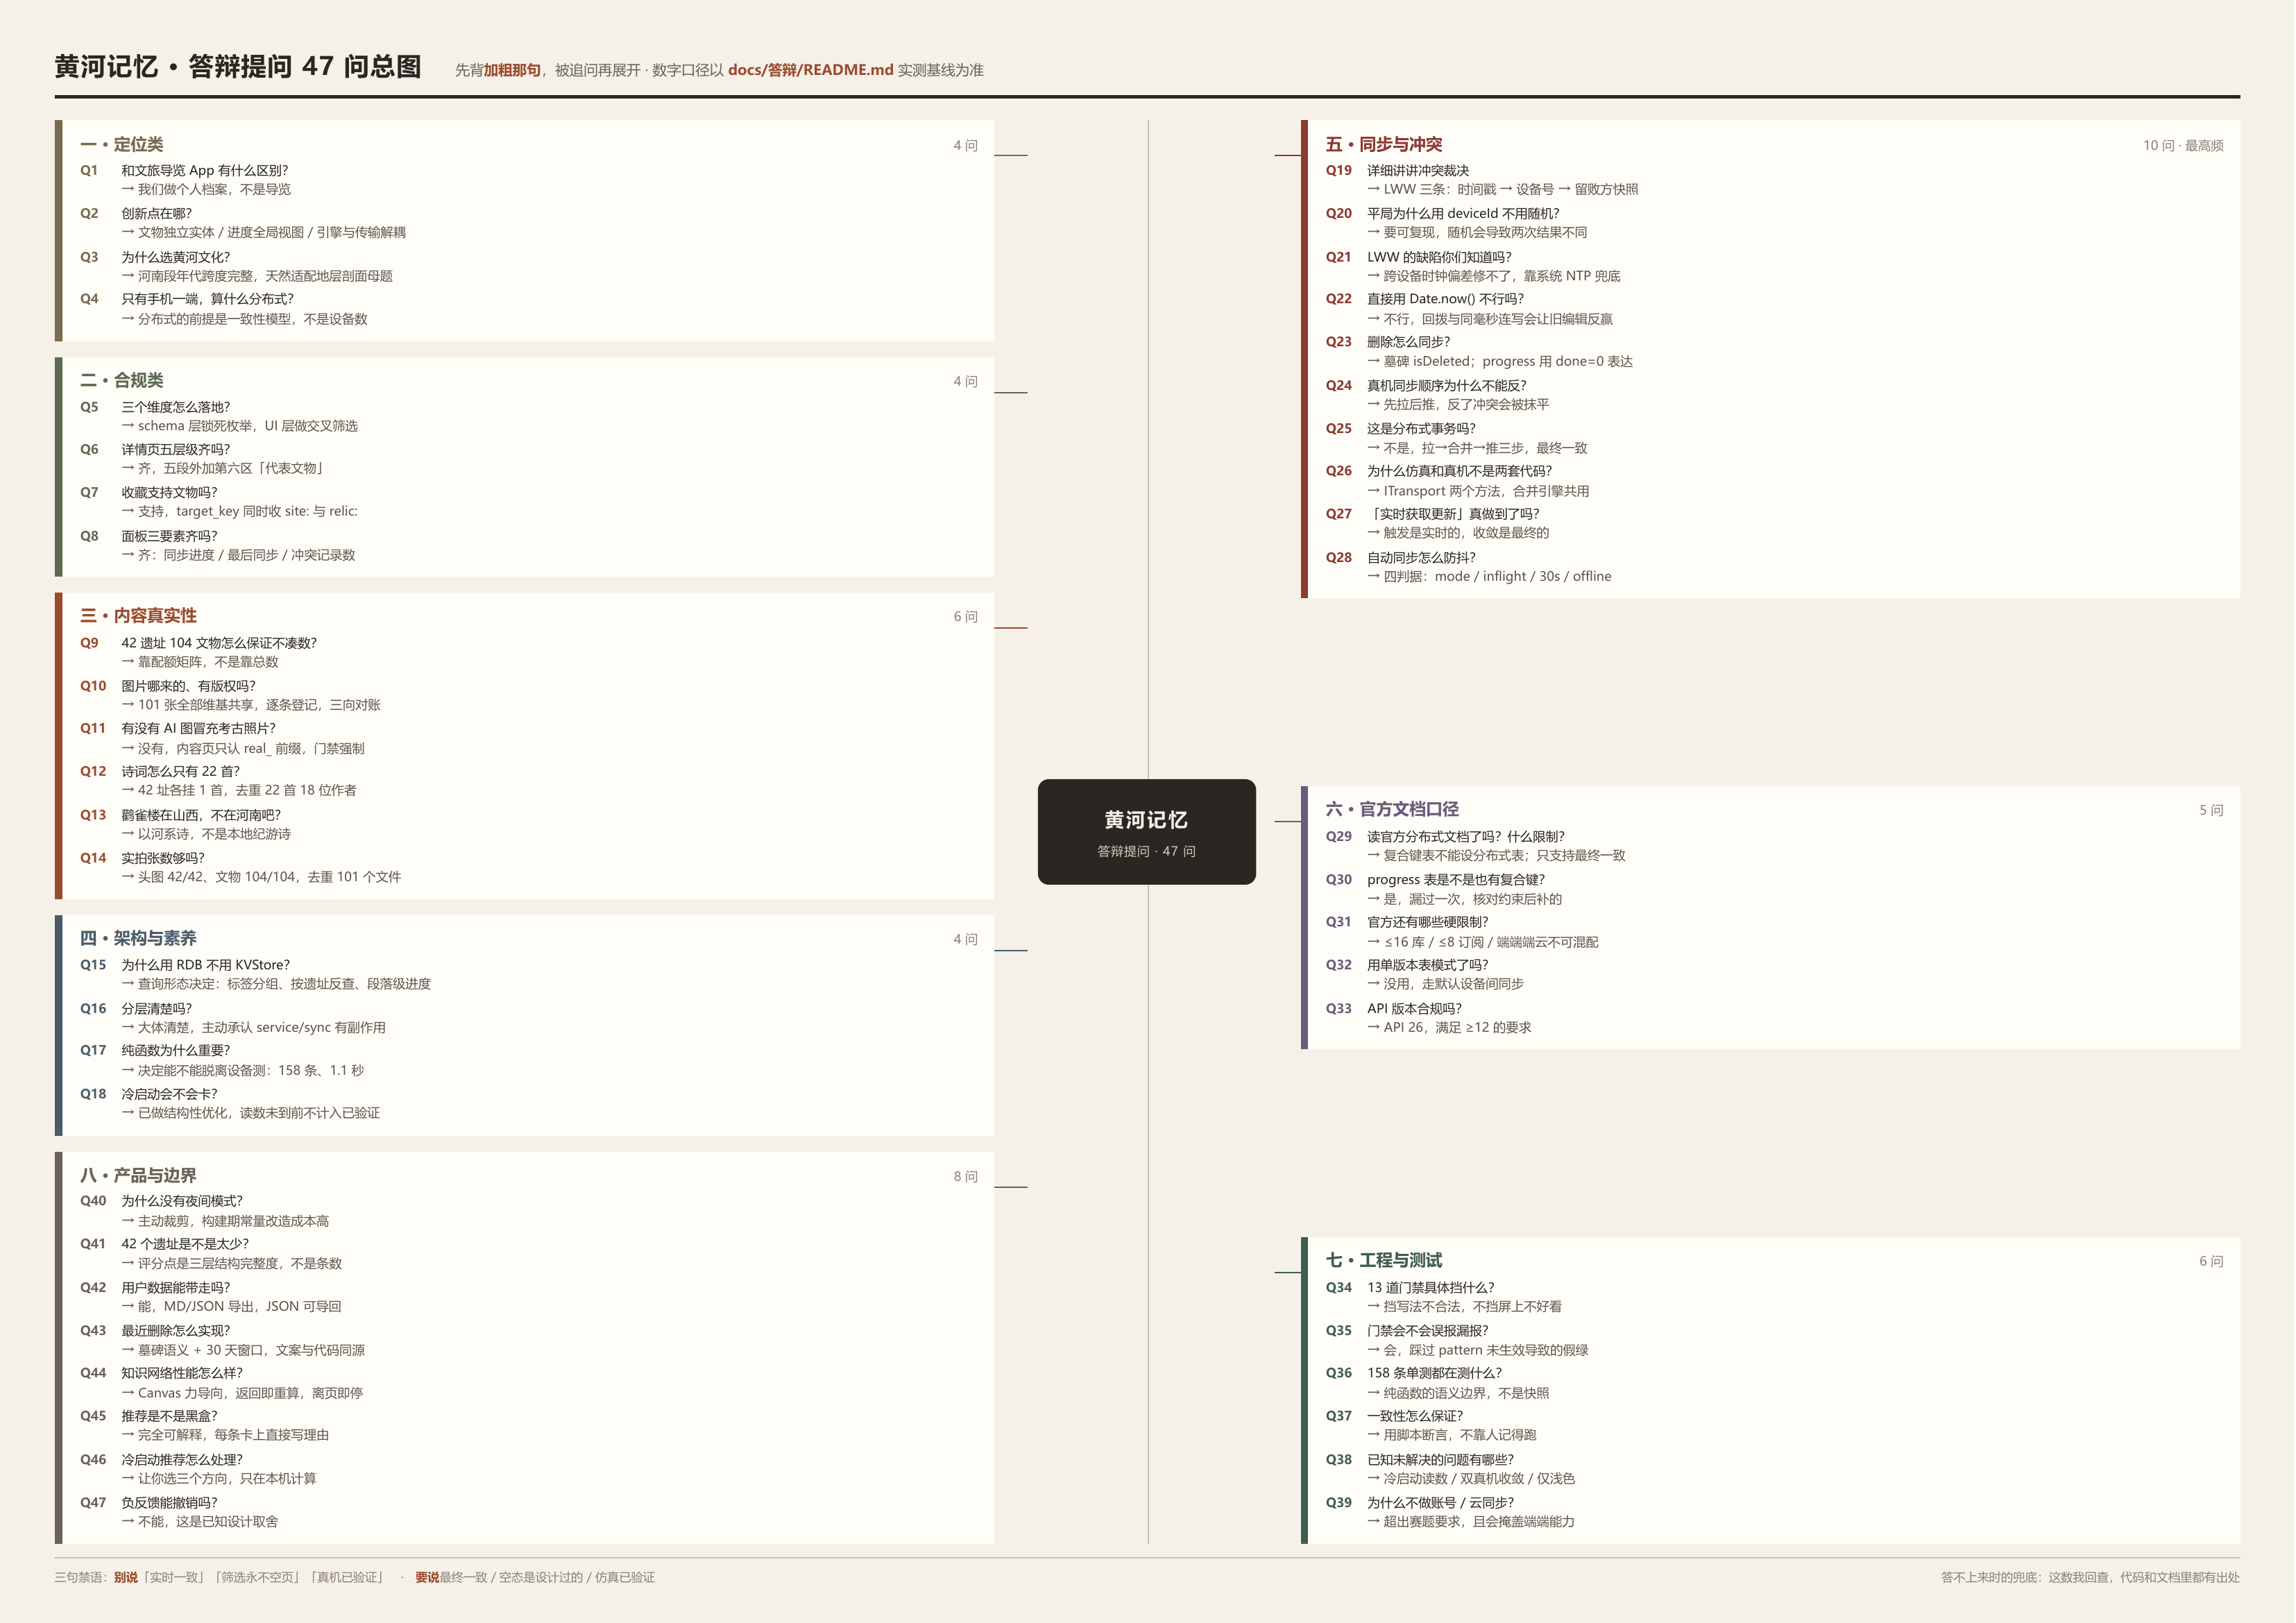 黄河记忆 · 答辩提问 47 问总图
先背加粗那句，被追问再展开 · 数字口径以 docs/答辩/README.md 实测基线为准
一 · 定位类 4 问
Q1 和文旅导览 App 有什么区别？
→ 我们做个人档案，不是导览
Q2 创新点在哪？
→ 文物独立实体 / 进度全局视图 / 引擎与传输解耦
Q3 为什么选黄河文化？
→ 河南段年代跨度完整，天然适配地层剖面母题
Q4 只有手机一端，算什么分布式？
→ 分布式的前提是一致性模型，不是设备数
二 · 合规类 4 问
Q5 三个维度怎么落地？
→ schema 层锁死枚举，UI 层做交叉筛选
Q6 详情页五层级齐吗？
→ 齐，五段外加第六区「代表文物」
Q7 收藏支持文物吗？
→ 支持，target_key 同时收 site: 与 relic:
Q8 面板三要素齐吗？
→ 齐：同步进度 / 最后同步 / 冲突记录数
三 · 内容真实性 6 问
Q9 42 遗址 104 文物怎么保证不凑数？
→ 靠配额矩阵，不是靠总数
Q10 图片哪来的、有版权吗？
→ 101 张全部维基共享，逐条登记，三向对账
Q11 有没有 AI 图冒充考古照片？
→ 没有，内容页只认 real_ 前缀，门禁强制
Q12 诗词怎么只有 22 首？
→ 42 址各挂 1 首，去重 22 首 18 位作者
Q13 鹳雀楼在山西，不在河南吧？
→ 以河系诗，不是本地纪游诗
Q14 实拍张数够吗？
→ 头图 42/42、文物 104/104，去重 101 个文件
四 · 架构与素养 4 问
Q15 为什么用 RDB 不用 KVStore？
→ 查询形态决定：标签分组、按遗址反查、段落级进度
Q16 分层清楚吗？
→ 大体清楚，主动承认 service/sync 有副作用
Q17 纯函数为什么重要？
→ 决定能不能脱离设备测：158 条、1.1 秒
Q18 冷启动会不会卡？
→ 已做结构性优化，读数未到前不计入已验证
八 · 产品与边界 8 问
Q40 为什么没有夜间模式？
→ 主动裁剪，构建期常量改造成本高
Q41 42 个遗址是不是太少？
→ 评分点是三层结构完整度，不是条数
Q42 用户数据能带走吗？
→ 能，MD/JSON 导出，JSON 可导回
Q43 最近删除怎么实现？
→ 墓碑语义 + 30 天窗口，文案与代码同源
Q44 知识网络性能怎么样？
→ Canvas 力导向，返回即重算，离页即停
Q45 推荐是不是黑盒？
→ 完全可解释，每条卡上直接写理由
Q46 冷启动推荐怎么处理？
→ 让你选三个方向，只在本机计算
Q47 负反馈能撤销吗？
→ 不能，这是已知设计取舍
黄河记忆
答辩提问 · 47 问
五 · 同步与冲突 10 问 · 最高频
Q19 详细讲讲冲突裁决
→ LWW 三条：时间戳 → 设备号 → 留败方快照
Q20 平局为什么用 deviceId 不用随机？
→ 要可复现，随机会导致两次结果不同
Q21 LWW 的缺陷你们知道吗？
→ 跨设备时钟偏差修不了，靠系统 NTP 兜底
Q22 直接用 Date.now() 不行吗？
→ 不行，回拨与同毫秒连写会让旧编辑反赢
Q23 删除怎么同步？
→ 墓碑 isDeleted；progress 用 done=0 表达
Q24 真机同步顺序为什么不能反？
→ 先拉后推，反了冲突会被抹平
Q25 这是分布式事务吗？
→ 不是，拉→合并→推三步，最终一致
Q26 为什么仿真和真机不是两套代码？
→ ITransport 两个方法，合并引擎共用
Q27 「实时获取更新」真做到了吗？
→ 触发是实时的，收敛是最终的
Q28 自动同步怎么防抖？
→ 四判据：mode / inflight / 30s / offline
六 · 官方文档口径 5 问
Q29 读官方分布式文档了吗？什么限制？
→ 复合键表不能设分布式表；只支持最终一致
Q30 progress 表是不是也有复合键？
→ 是，漏过一次，核对约束后补的
Q31 官方还有哪些硬限制？
→ ≤16 库 / ≤8 订阅 / 端端端云不可混配
Q32 用单版本表模式了吗？
→ 没用，走默认设备间同步
Q33 API 版本合规吗？
→ API 26，满足 ≥12 的要求
七 · 工程与测试 6 问
Q34 13 道门禁具体挡什么？
→ 挡写法不合法，不挡屏上不好看
Q35 门禁会不会误报漏报？
→ 会，踩过 pattern 未生效导致的假绿
Q36 158 条单测都在测什么？
→ 纯函数的语义边界，不是快照
Q37 一致性怎么保证？
→ 用脚本断言，不靠人记得跑
Q38 已知未解决的问题有哪些？
→ 冷启动读数 / 双真机收敛 / 仅浅色
Q39 为什么不做账号 / 云同步？
→ 超出赛题要求，且会掩盖端端能力
三句禁语：别说「实时一致」「筛选永不空页」「真机已验证」 · 要说最终一致 / 空态是设计过的 / 仿真已验证
答不上来时的兜底：这数我回查，代码和文档里都有出处